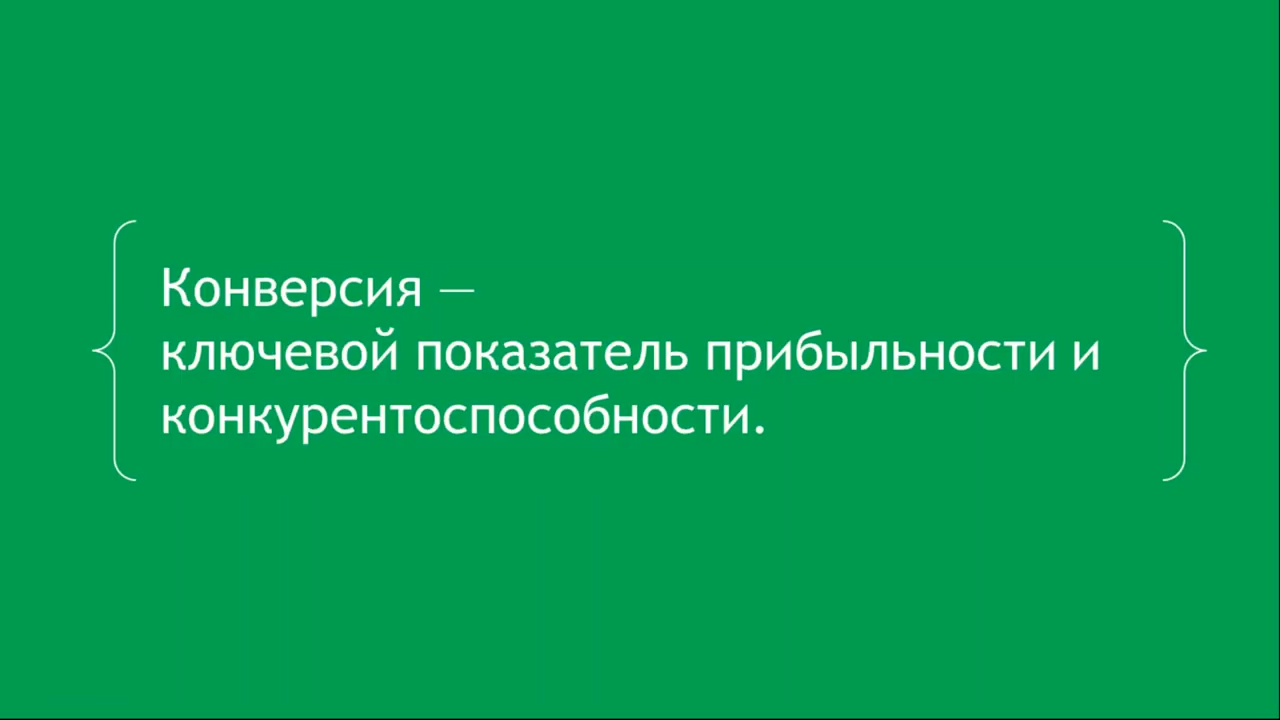 Конверсия —
ключевой показатель прибыльности и
конкурентоспособности.